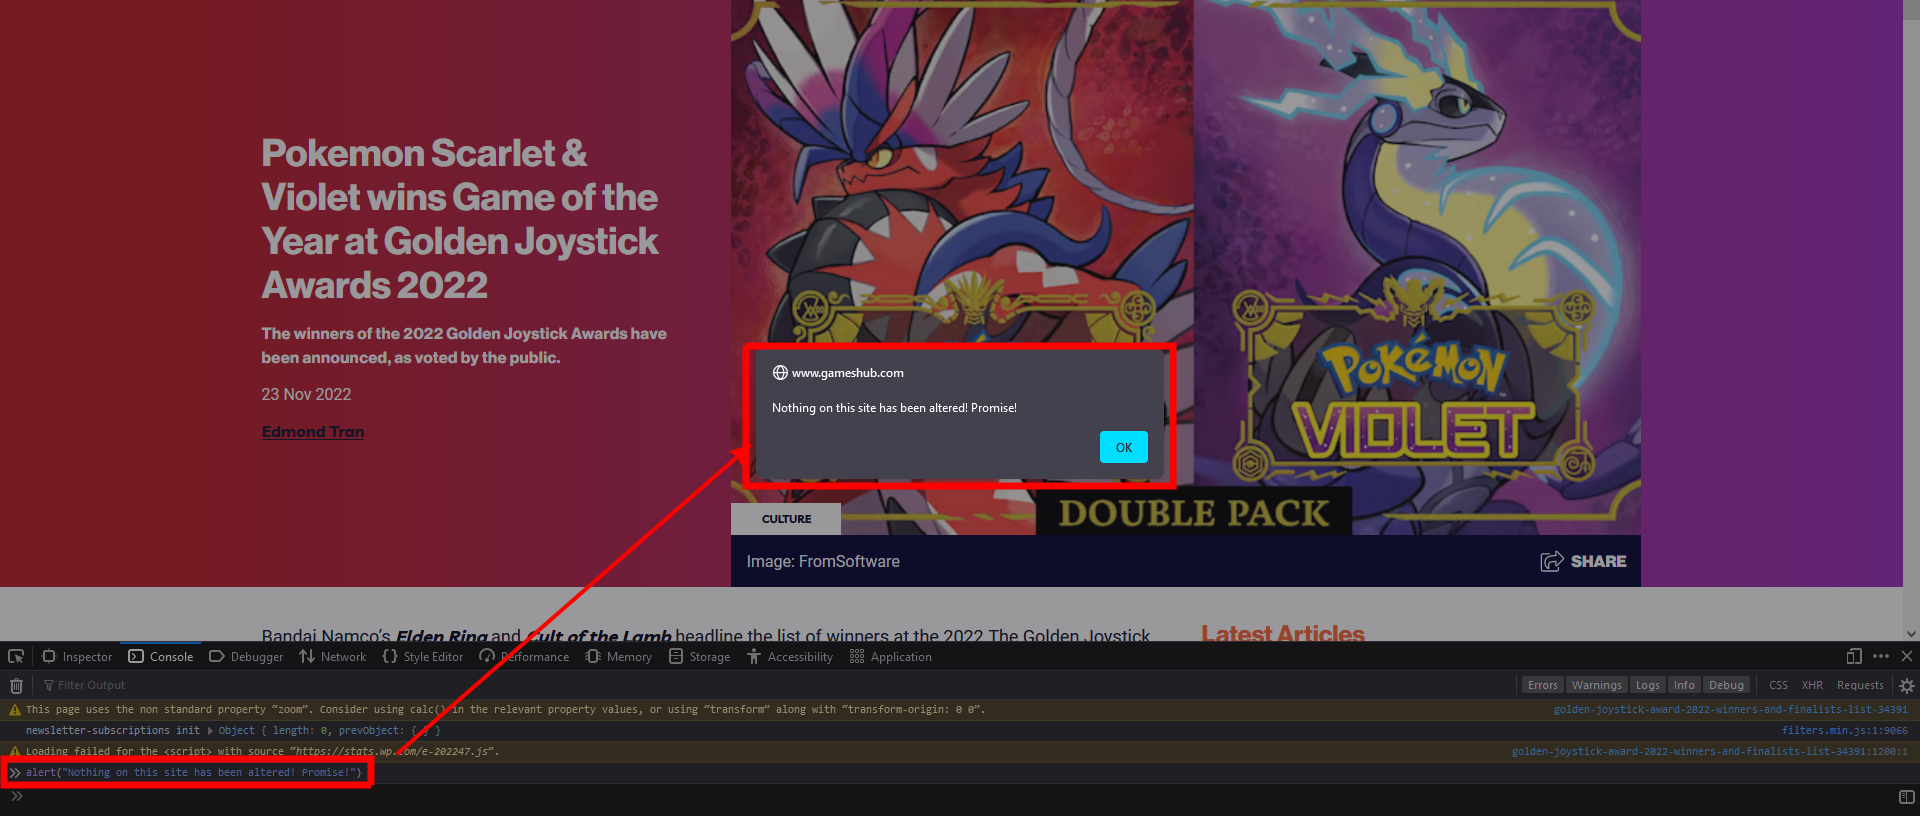 Pokemon Scarlet &
Violet wins Game of the
Year at Golden Joystick
Awards 2022
The winners of the 2022 Golden Joystick Awards have
been announced, as voted by the public.
23 Nov 2022
Edmond Tran
www.gameshub.com
Nothing on this site has been altered! Promise!
OK
POKÉMON
VIOLET
DOUBLE PACK
CULTURE
Image: FromSoftware
SHARE
Bandai Namco's Elden Ring and Cult of the Lamb headline the list of winners at the 2022 The Golden Joystick
Latest Articles
Inspector Console Debugger Network Style Editor Performance Memory Storage Accessibility Application
Filter Output Errors Warnings Logs Info Debug CSS XHR Requests
This page uses the non standard property “zoom”. Consider using calc() in the relevant property values, or using “transform” along with “transform-origin: 0 0”. golden-joystick-award-2022-winners-and-finalists-list-34391
newsletter-subscriptions init Object { length: 0, prevObject: { } } filters.min.js:1:9066
Loading failed for the <script> with source “https://stats.wp.com/e-202247.js”. golden-joystick-award-2022-winners-and-finalists-list-34391:1200:1
alert("Nothing on this site has been altered! Promise!")